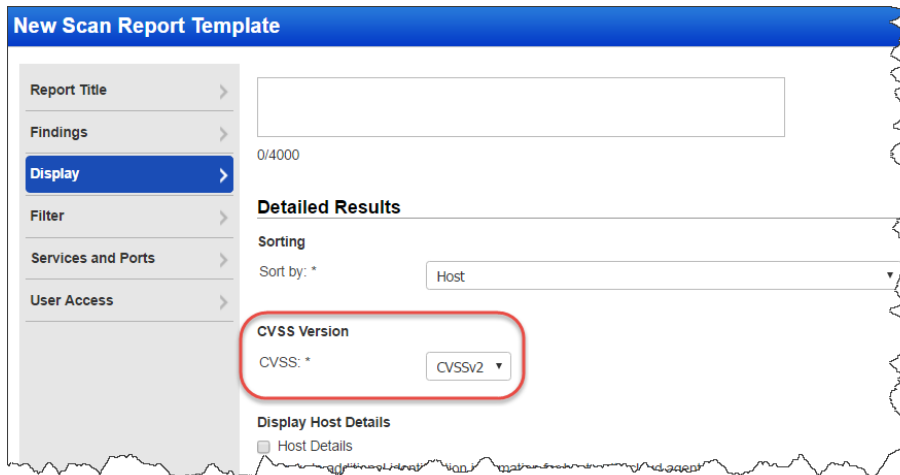 New Scan Report Template
Report Title
Findings
Display
Filter
Services and Ports
User Access
0/4000
Detailed Results
Sorting
Sort by: *
Host
CVSS Version
CVSS: *
CVSSv2
Display Host Details
Host Details